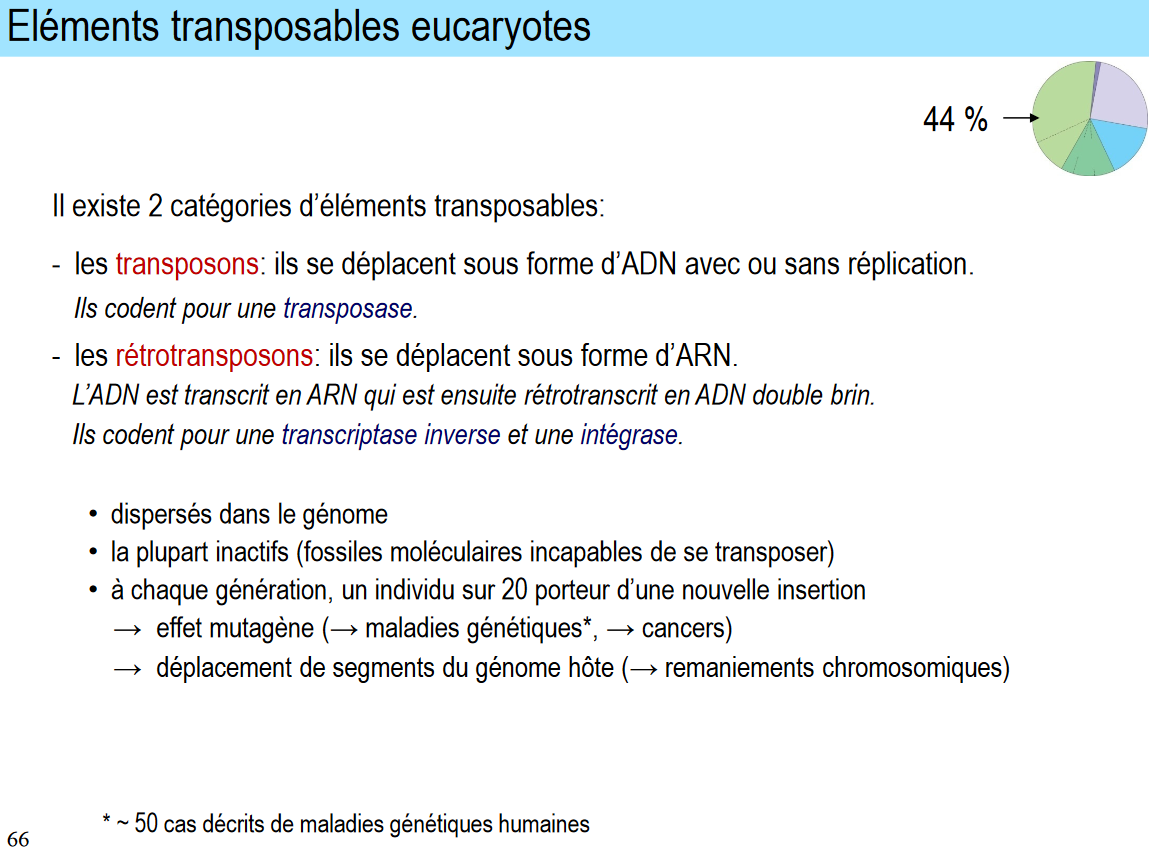 Eléments transposables eucaryotes
44 %
Il existe 2 catégories d’éléments transposables:
- les transposons: ils se déplacent sous forme d’ADN avec ou sans réplication.
Ils codent pour une transposase.
- les rétrotransposons: ils se déplacent sous forme d’ARN.
L’ADN est transcrit en ARN qui est ensuite rétrotranscrit en ADN double brin.
Ils codent pour une transcriptase inverse et une intégrase.
• dispersés dans le génome
• la plupart inactifs (fossiles moléculaires incapables de se transposer)
• à chaque génération, un individu sur 20 porteur d’une nouvelle insertion
→ effet mutagène (→ maladies génétiques*, → cancers)
→ déplacement de segments du génome hôte (→ remaniements chromosomiques)
* ~ 50 cas décrits de maladies génétiques humaines
66